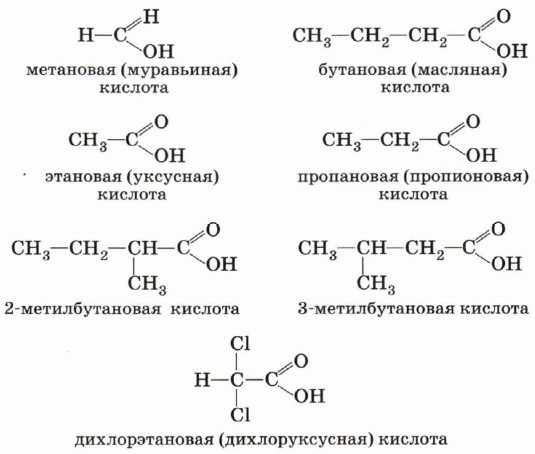 H
H—C
OH
метановая (муравьиная)
кислота
O
CH₃—CH₂—CH₂—C
OH
бутановая (масляная)
кислота
O
CH₃—C
OH
этановая (уксусная)
кислота
O
CH₃—CH₂—C
OH
пропановая (пропионовая)
кислота
O
CH₃—CH₂—CH—C
OH
CH₃
2-метилбутановая кислота
O
CH₃—CH—CH₂—C
OH
CH₃
3-метилбутановая кислота
Cl
O
H—C—C
OH
Cl
дихлорэтановая (дихлоруксусная) кислота